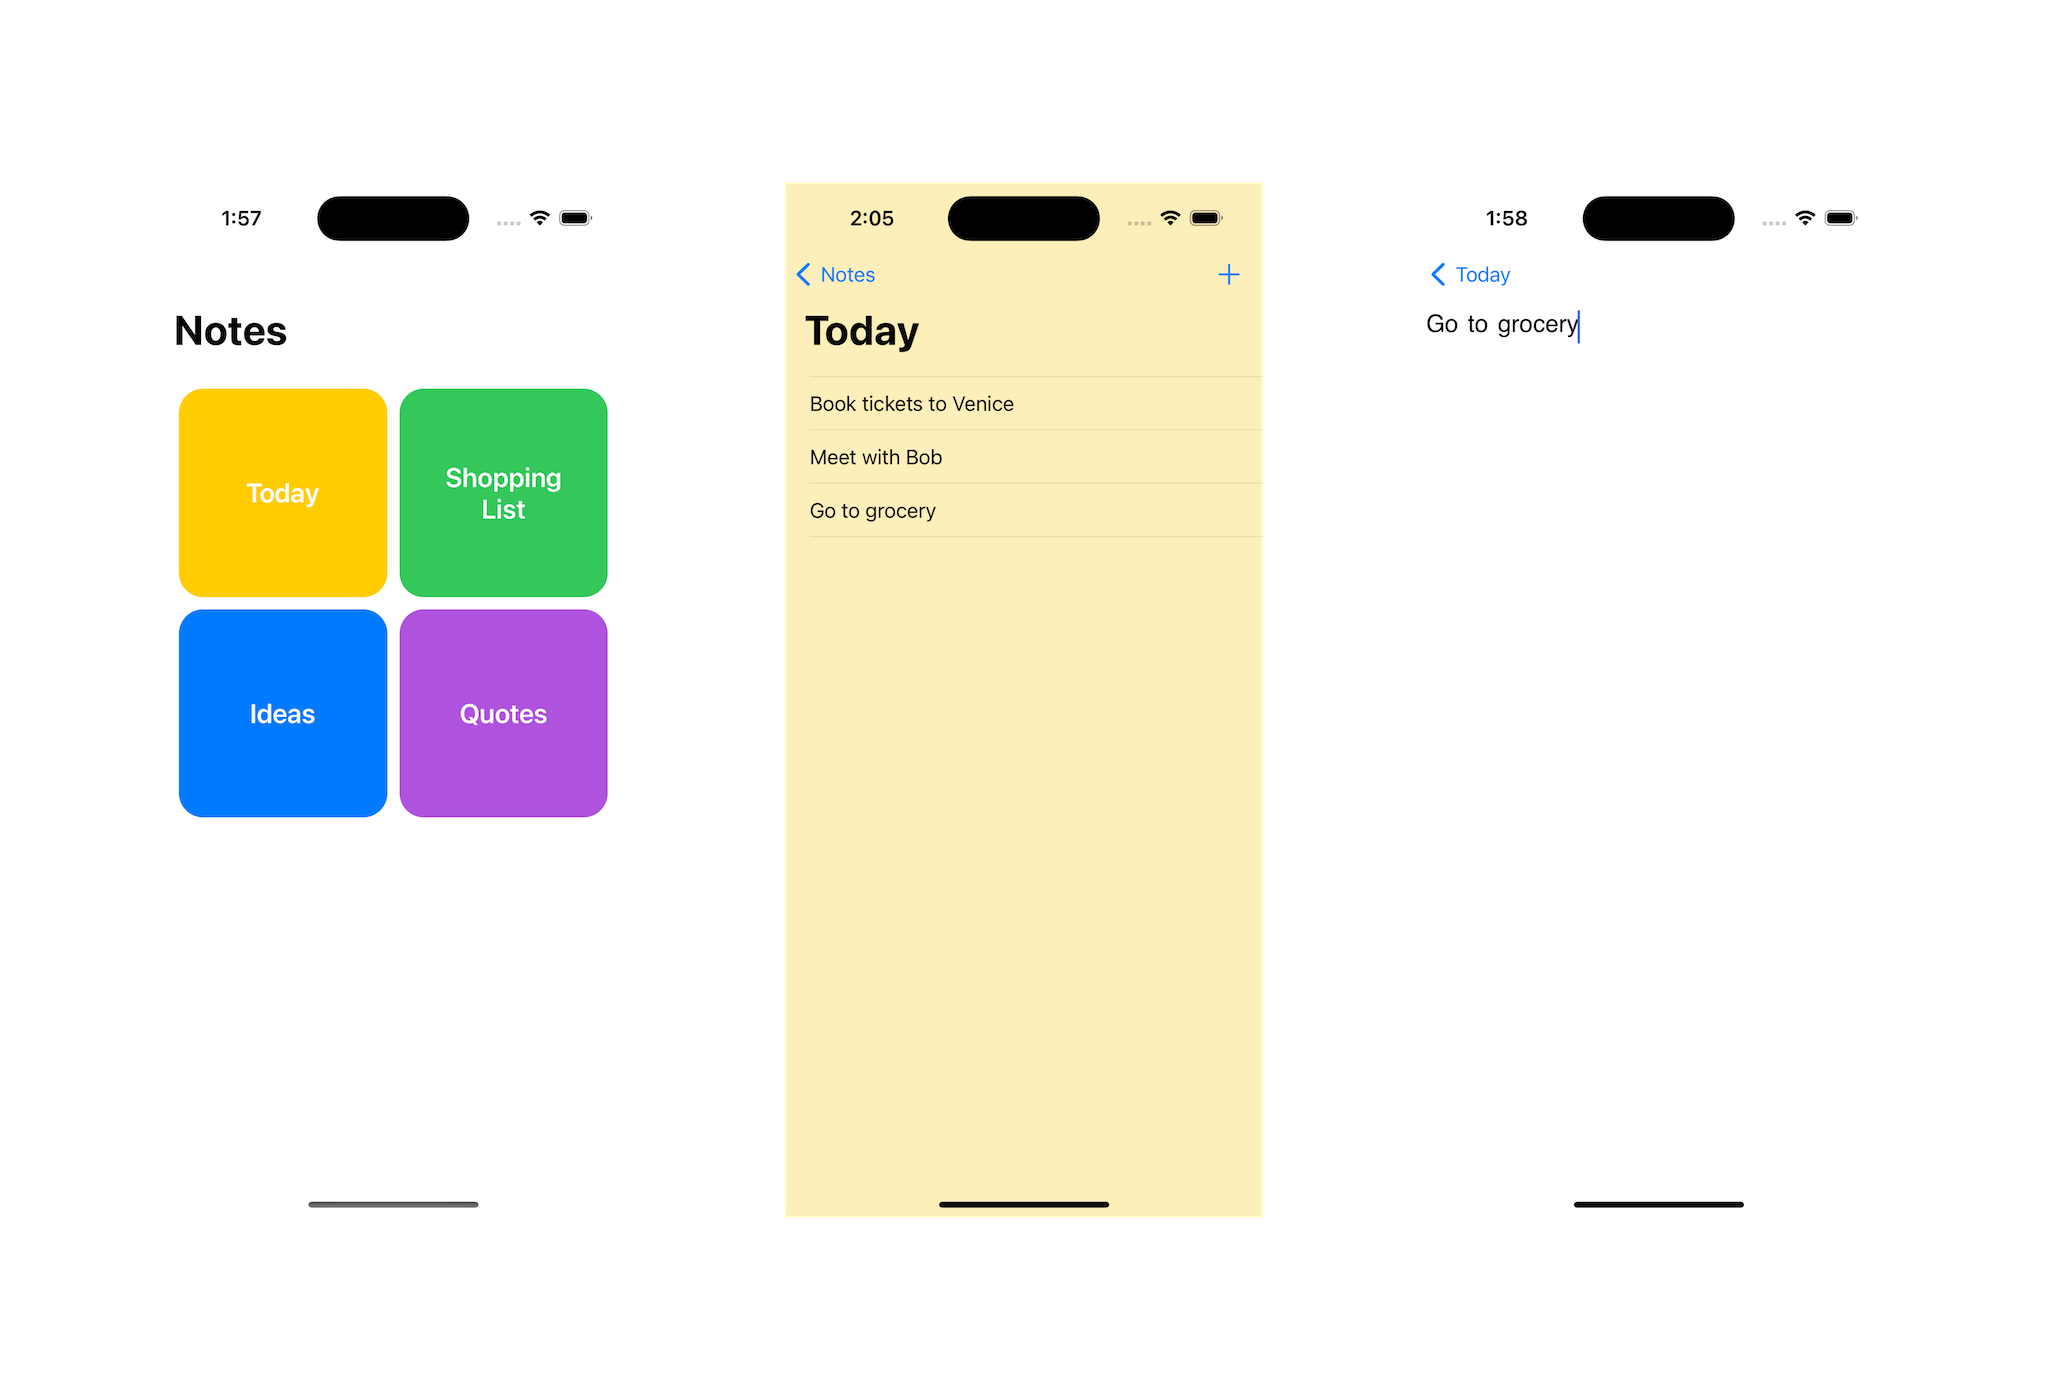 1:57
Notes
Today
Shopping
List
Ideas
Quotes
2:05
Notes
Today
Book tickets to Venice
Meet with Bob
Go to grocery
1:58
Today
Go to grocery